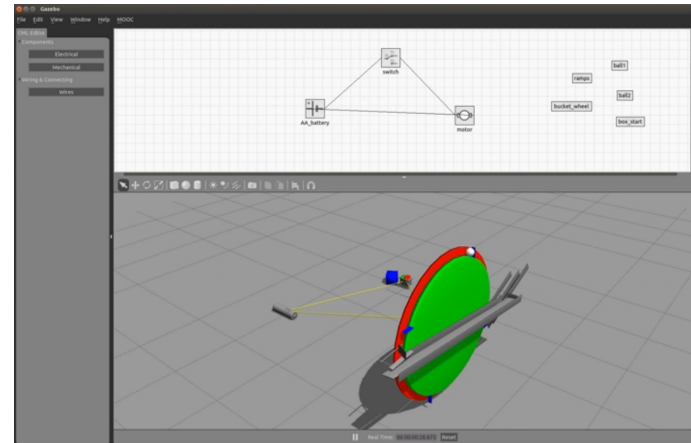 Gazebo
File Edit View Window Help MOOC
CML Editor
Components
Electrical
Mechanical
Wiring & Connecting
Wires
switch
AA_battery
motor
ball1
ramps
ball2
bucket_wheel
box_start
Real Time:
Reset